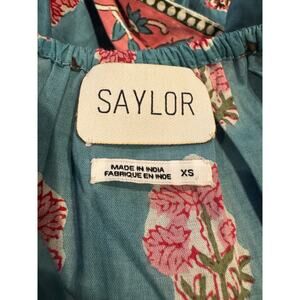 SAYLOR
MADE IN INDIA
FABRIQUE EN INDE
XS